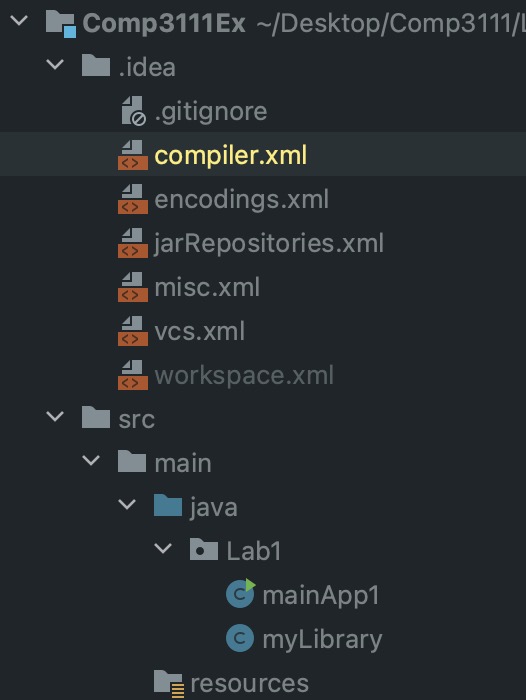 Comp3111Ex ~/Desktop/Comp3111/
.idea
.gitignore
compiler.xml
encodings.xml
jarRepositories.xml
misc.xml
vcs.xml
workspace.xml
src
main
java
Lab1
mainApp1
myLibrary
resources